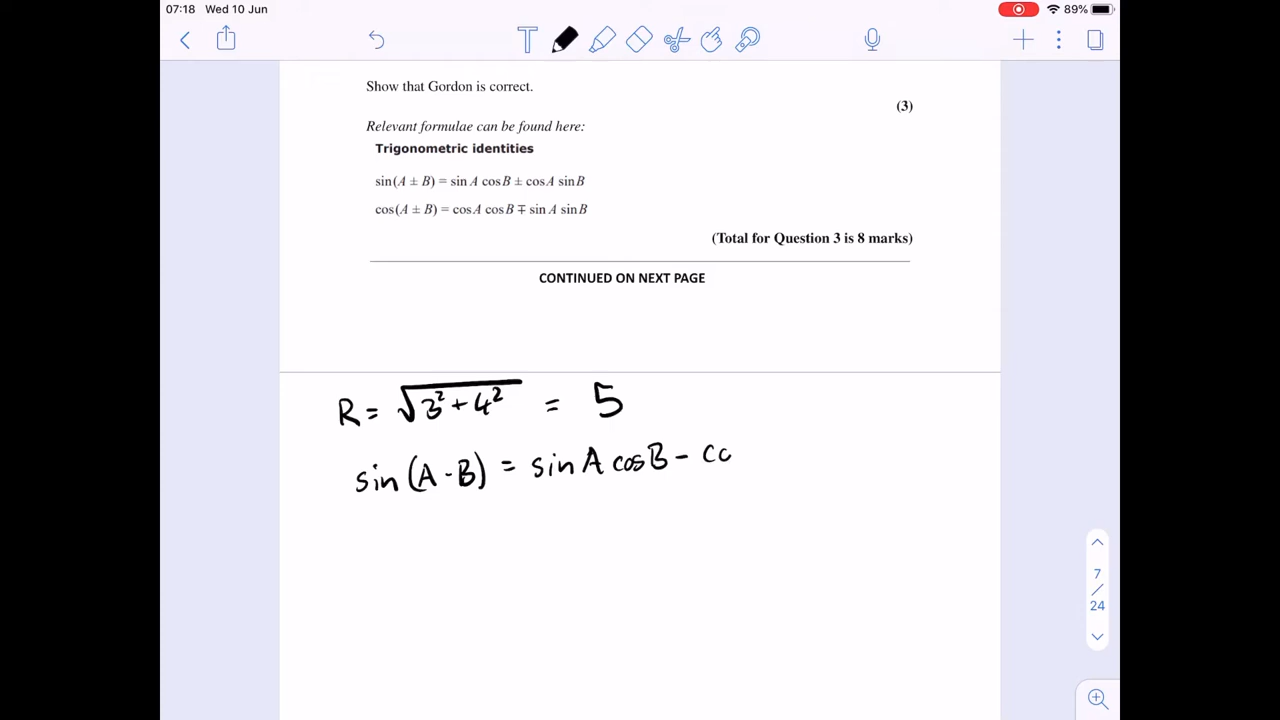 07:18 Wed 10 Jun 89%
Show that Gordon is correct.
(3)
Relevant formulae can be found here:
Trigonometric identities
sin(A ± B) = sin A cos B ± cos A sin B
cos(A ± B) = cos A cos B ∓ sin A sin B
(Total for Question 3 is 8 marks)
CONTINUED ON NEXT PAGE
R = √3² + 4² = 5
sin(A - B) = sin A cos B - co
7
/
24